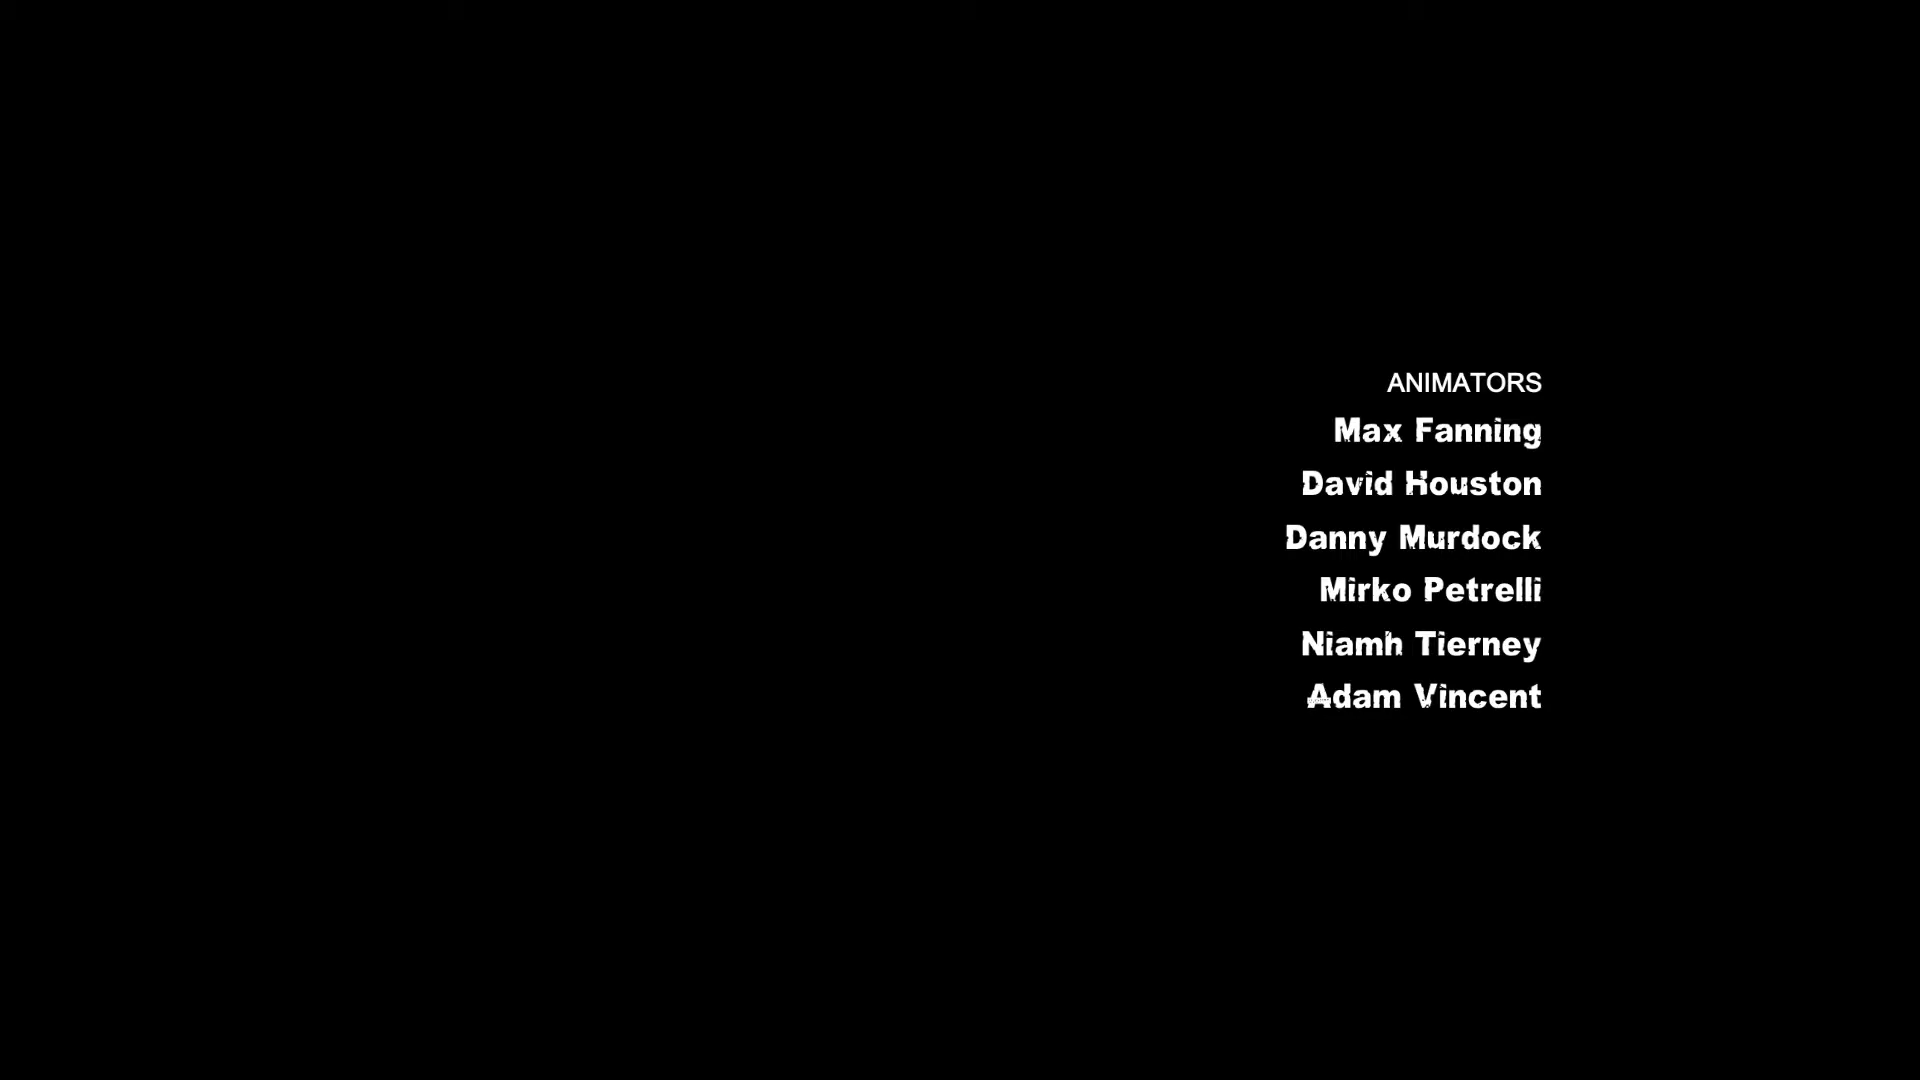 ANIMATORS
Max Fanning
David Houston
Danny Murdock
Mirko Petrelli
Niamh Tierney
Adam Vincent